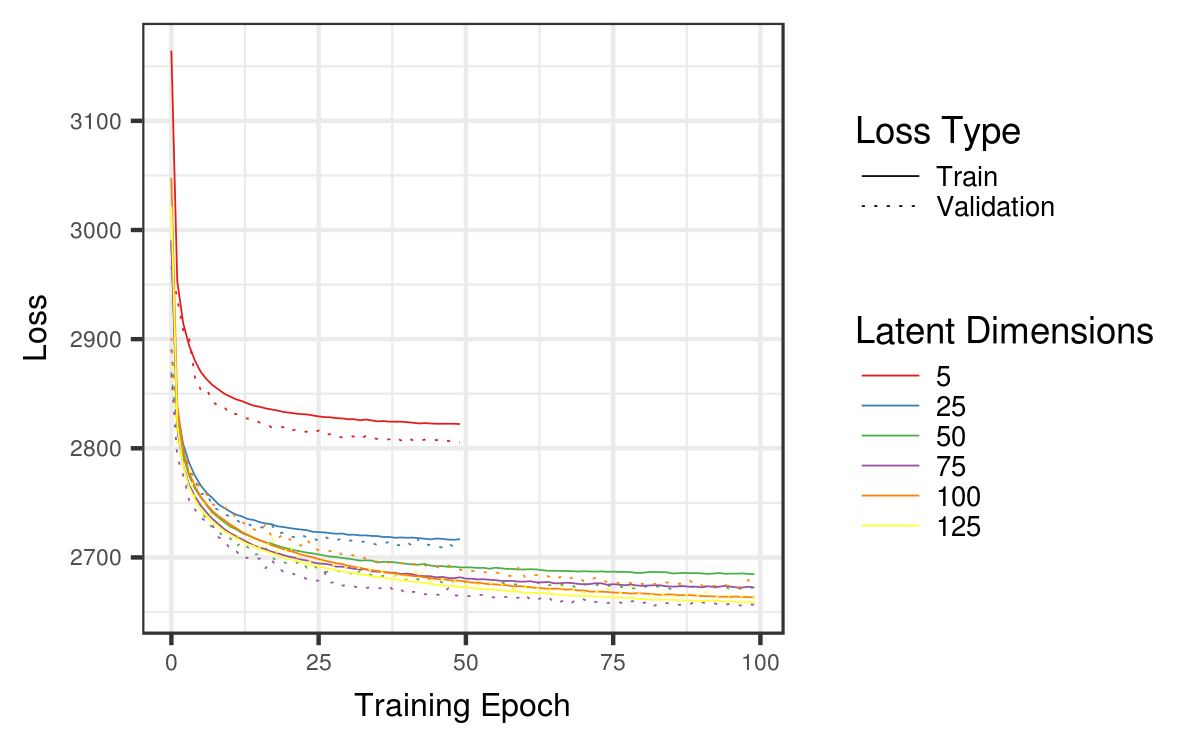 3100
3000
2900
2800
2700
Loss
0 25 50 75 100
Training Epoch
Loss Type
Train
Validation
Latent Dimensions
5
25
50
75
100
125